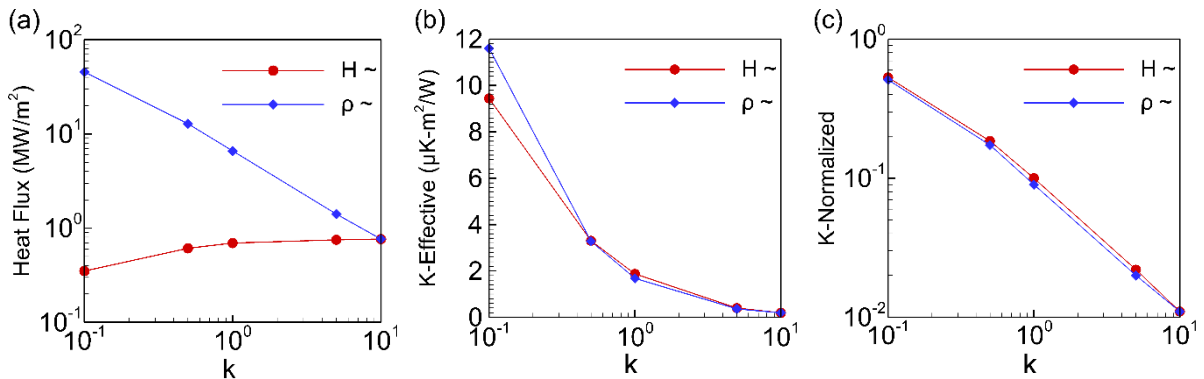 (a)
10²
10¹
10⁰
10⁻¹
Heat Flux (MW/m²)
H ~
ρ ~
10⁻¹
10⁰
10¹
k
(b)
12
10
8
6
4
2
0
K-Effective (μK-m²/W)
H ~
ρ ~
10⁻¹
10⁰
10¹
k
(c)
10⁰
10⁻¹
10⁻²
K-Normalized
H ~
ρ ~
10⁻¹
10⁰
10¹
k